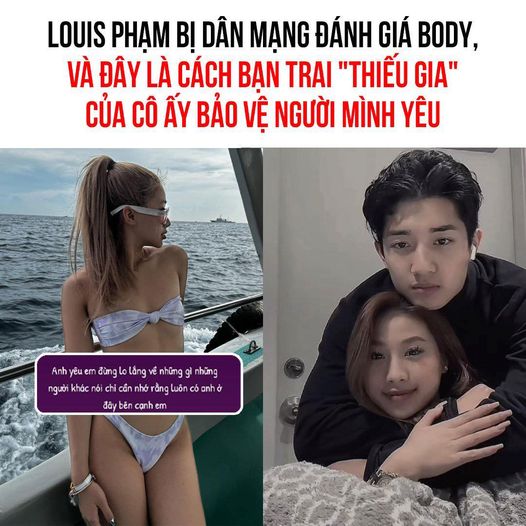 LOUIS PHẠM BỊ DÂN MẠNG ĐÁNH GIÁ BODY,
VÀ ĐÂY LÀ CÁCH BẠN TRAI "THIẾU GIA"
CỦA CÔ ẤY BẢO VỆ NGƯỜI MÌNH YÊU
Anh yêu em đừng lo lắng về những gì những
người khác nói chỉ cần nhớ rằng luôn có anh ở
đây bên cạnh em